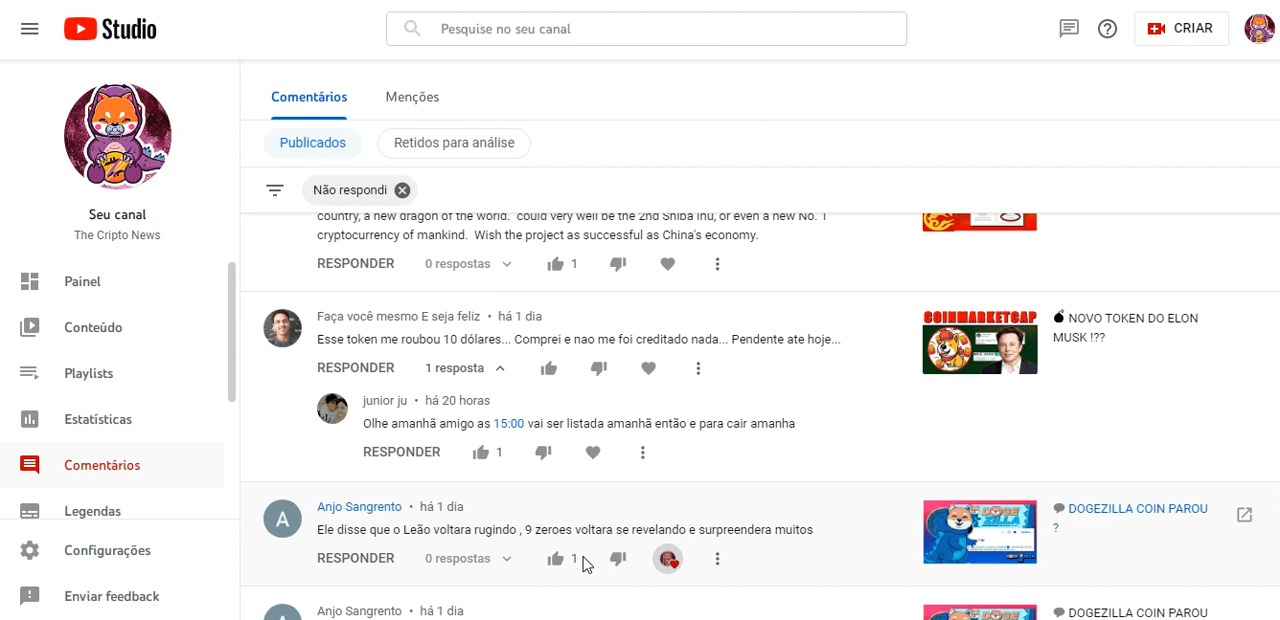 Studio
Pesquise no seu canal
CRIAR
Seu canal
The Cripto News
Painel
Conteúdo
Playlists
Estatísticas
Comentários
Legendas
Configurações
Enviar feedback
Comentários
Menções
Publicados
Retidos para análise
Não respondi
country, a new dragon of the world. could very well be the 2nd Shiba inu, or even a new No. 1
cryptocurrency of mankind. Wish the project as successful as China's economy.
RESPONDER
0 respostas
1
Faça você mesmo E seja feliz • há 1 dia
Esse token me roubou 10 dólares... Comprei e nao me foi creditado nada... Pendente ate hoje...
RESPONDER
1 resposta
COINMARKETCAP
NOVO TOKEN DO ELON
MUSK !??
junior ju • há 20 horas
Olhe amanhã amigo as 15:00 vai ser listada amanhã então e para cair amanha
RESPONDER
1
A
Anjo Sangrento • há 1 dia
Ele disse que o Leão voltara rugindo , 9 zeroes voltara se revelando e surpreendera muitos
RESPONDER
0 respostas
1
DOGE
DOGEZILLA COIN PAROU
?
Anjo Sangrento • há 1 dia
DOGEZILLA COIN PAROU